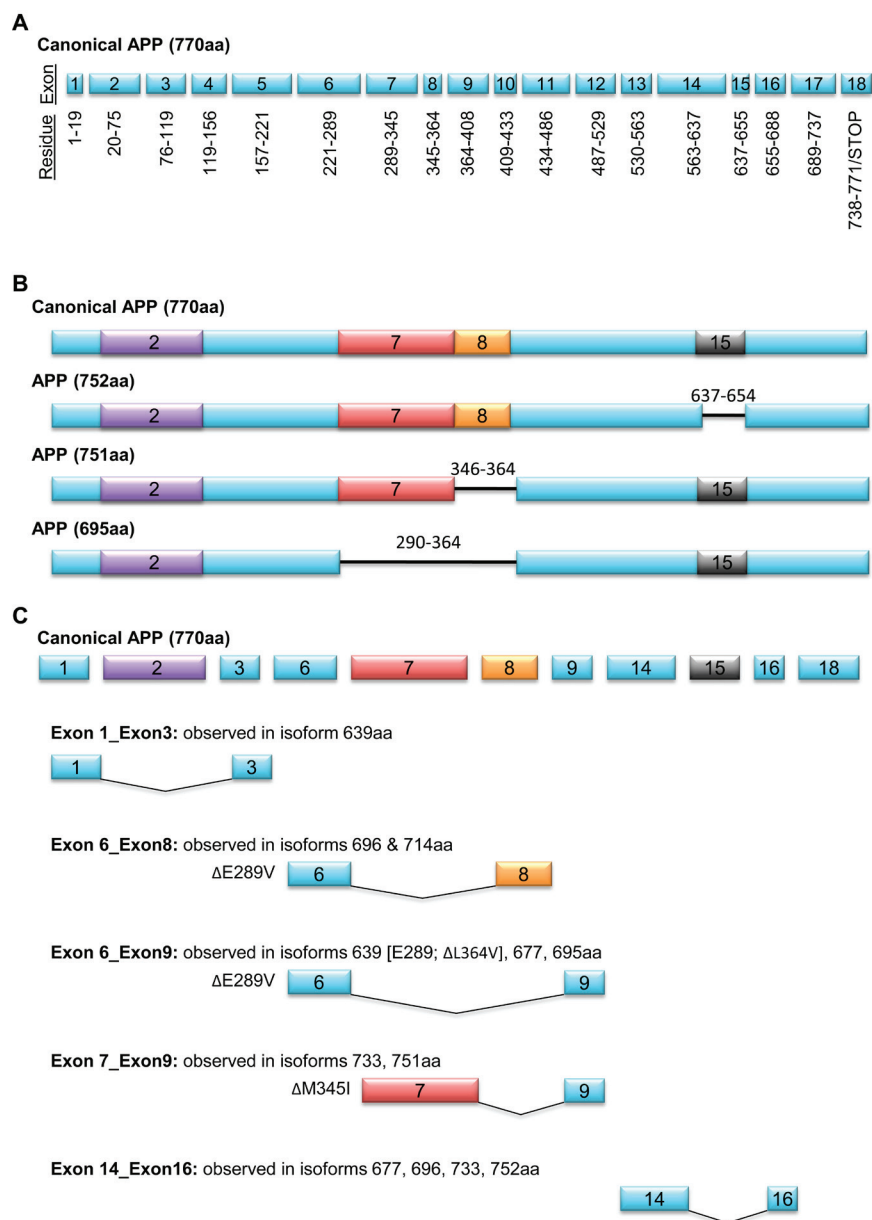 A
Canonical APP (770aa)
Exon 1 2 3 4 5 6 7 8 9 10 11 12 13 14 15 16 17 18
Residue 1-19 20-75 76-119 119-156 157-221 221-289 289-345 345-364 364-408 409-433 434-486 487-529 530-563 563-637 637-655 655-688 689-737 738-771/STOP
B
Canonical APP (770aa)
2 7 8 15
APP (752aa)
637-654
2 7 8
APP (751aa)
346-364
2 7 15
APP (695aa)
290-364
2 15
C
Canonical APP (770aa)
1 2 3 6 7 8 9 14 15 16 18
Exon 1_Exon3: observed in isoform 639aa
1 3
Exon 6_Exon8: observed in isoforms 696 & 714aa
ΔE289V 6 8
Exon 6_Exon9: observed in isoforms 639 [E289; ΔL364V], 677, 695aa
ΔE289V 6 9
Exon 7_Exon9: observed in isoforms 733, 751aa
ΔM345I 7 9
Exon 14_Exon16: observed in isoforms 677, 696, 733, 752aa
14 16